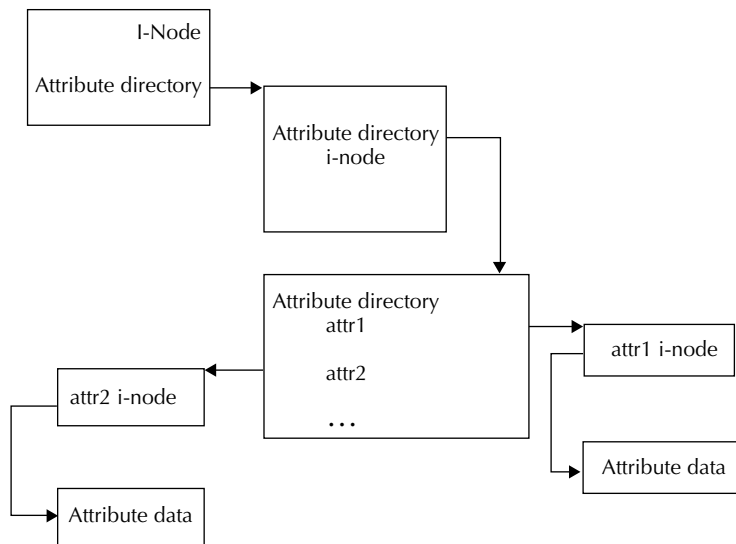 I-Node
Attribute directory
Attribute directory
i-node
Attribute directory
attr1
attr2
...
attr1 i-node
Attribute data
attr2 i-node
Attribute data